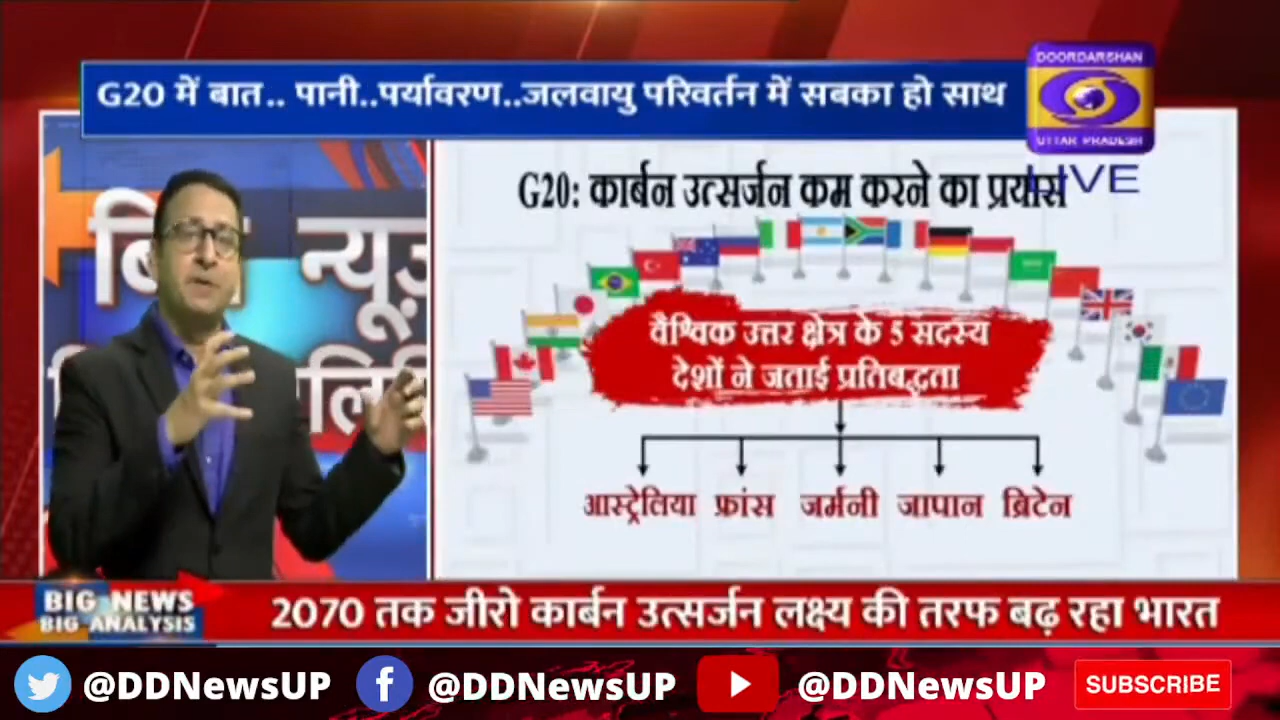 G20 में बात.. पानी..पर्यावरण..जलवायु परिवर्तन में सबका हो साथ
DOORDARSHAN
UTTAR PRADESH
LIVE
G20: कार्बन उत्सर्जन कम करने का प्रयास
वैश्विक उत्तर क्षेत्र के 5 सदस्य
देशों ने जताई प्रतिबद्धता
आस्ट्रेलिया फ्रांस जर्मनी जापान ब्रिटेन
न्यूज़
BIG NEWS
BIG ANALYSIS
2070 तक जीरो कार्बन उत्सर्जन लक्ष्य की तरफ बढ़ रहा भारत
@DDNewsUP @DDNewsUP @DDNewsUP SUBSCRIBE